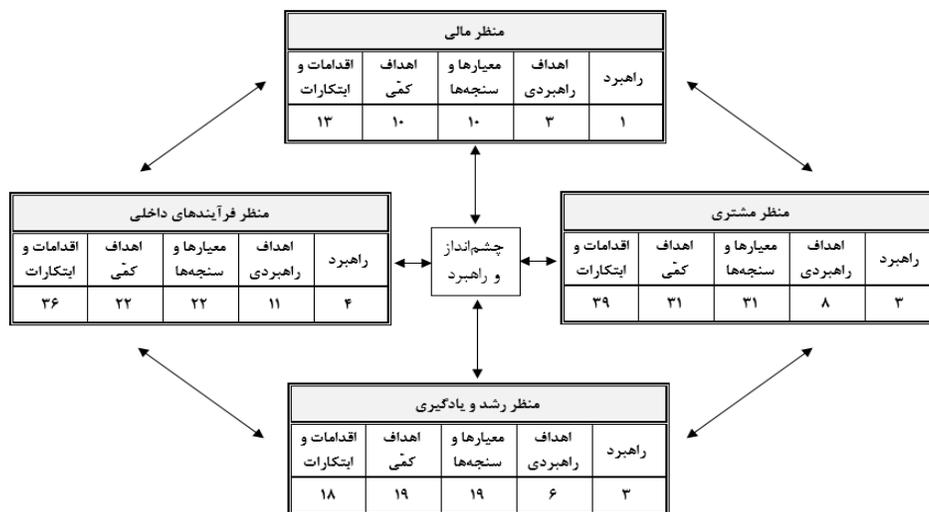 منظر مالی
راهبرد
اهداف
راهبردی
معیارها و
سنجه‌ها
اهداف
کمّی
اقدامات و
ابتکارات
۱ ۳ ۱۰ ۱۰ ۱۳
منظر مشتری
راهبرد
اهداف
راهبردی
معیارها و
سنجه‌ها
اهداف
کمّی
اقدامات و
ابتکارات
۳ ۸ ۳۱ ۳۱ ۳۹
چشم‌انداز
و راهبرد
منظر فرآیندهای داخلی
راهبرد
اهداف
راهبردی
معیارها و
سنجه‌ها
اهداف
کمّی
اقدامات و
ابتکارات
۴ ۱۱ ۲۲ ۲۲ ۳۶
منظر رشد و یادگیری
راهبرد
اهداف
راهبردی
معیارها و
سنجه‌ها
اهداف
کمّی
اقدامات و
ابتکارات
۳ ۶ ۱۹ ۱۹ ۱۸